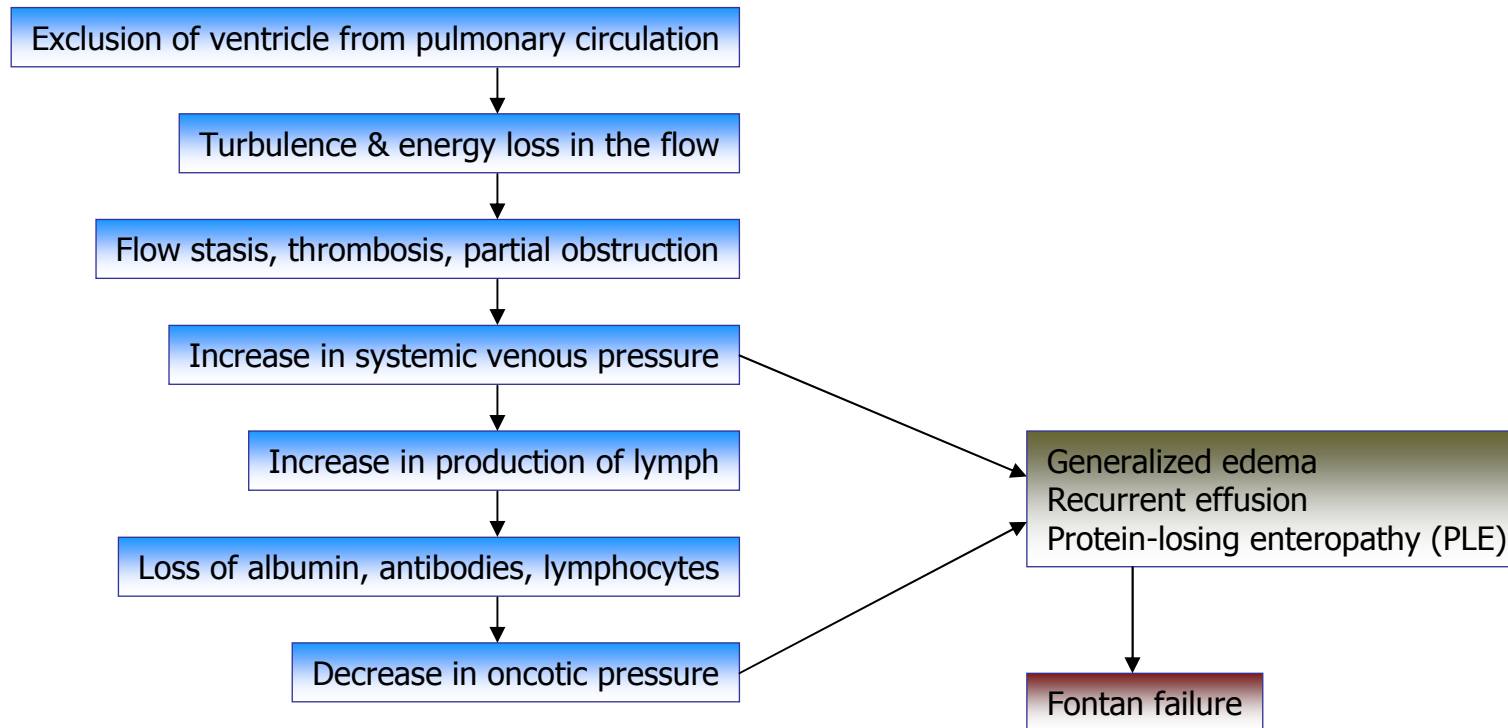 Exclusion of ventricle from pulmonary circulation
Turbulence & energy loss in the flow
Flow stasis, thrombosis, partial obstruction
Increase in systemic venous pressure
Increase in production of lymph
Loss of albumin, antibodies, lymphocytes
Decrease in oncotic pressure
Generalized edema
Recurrent effusion
Protein-losing enteropathy (PLE)
Fontan failure